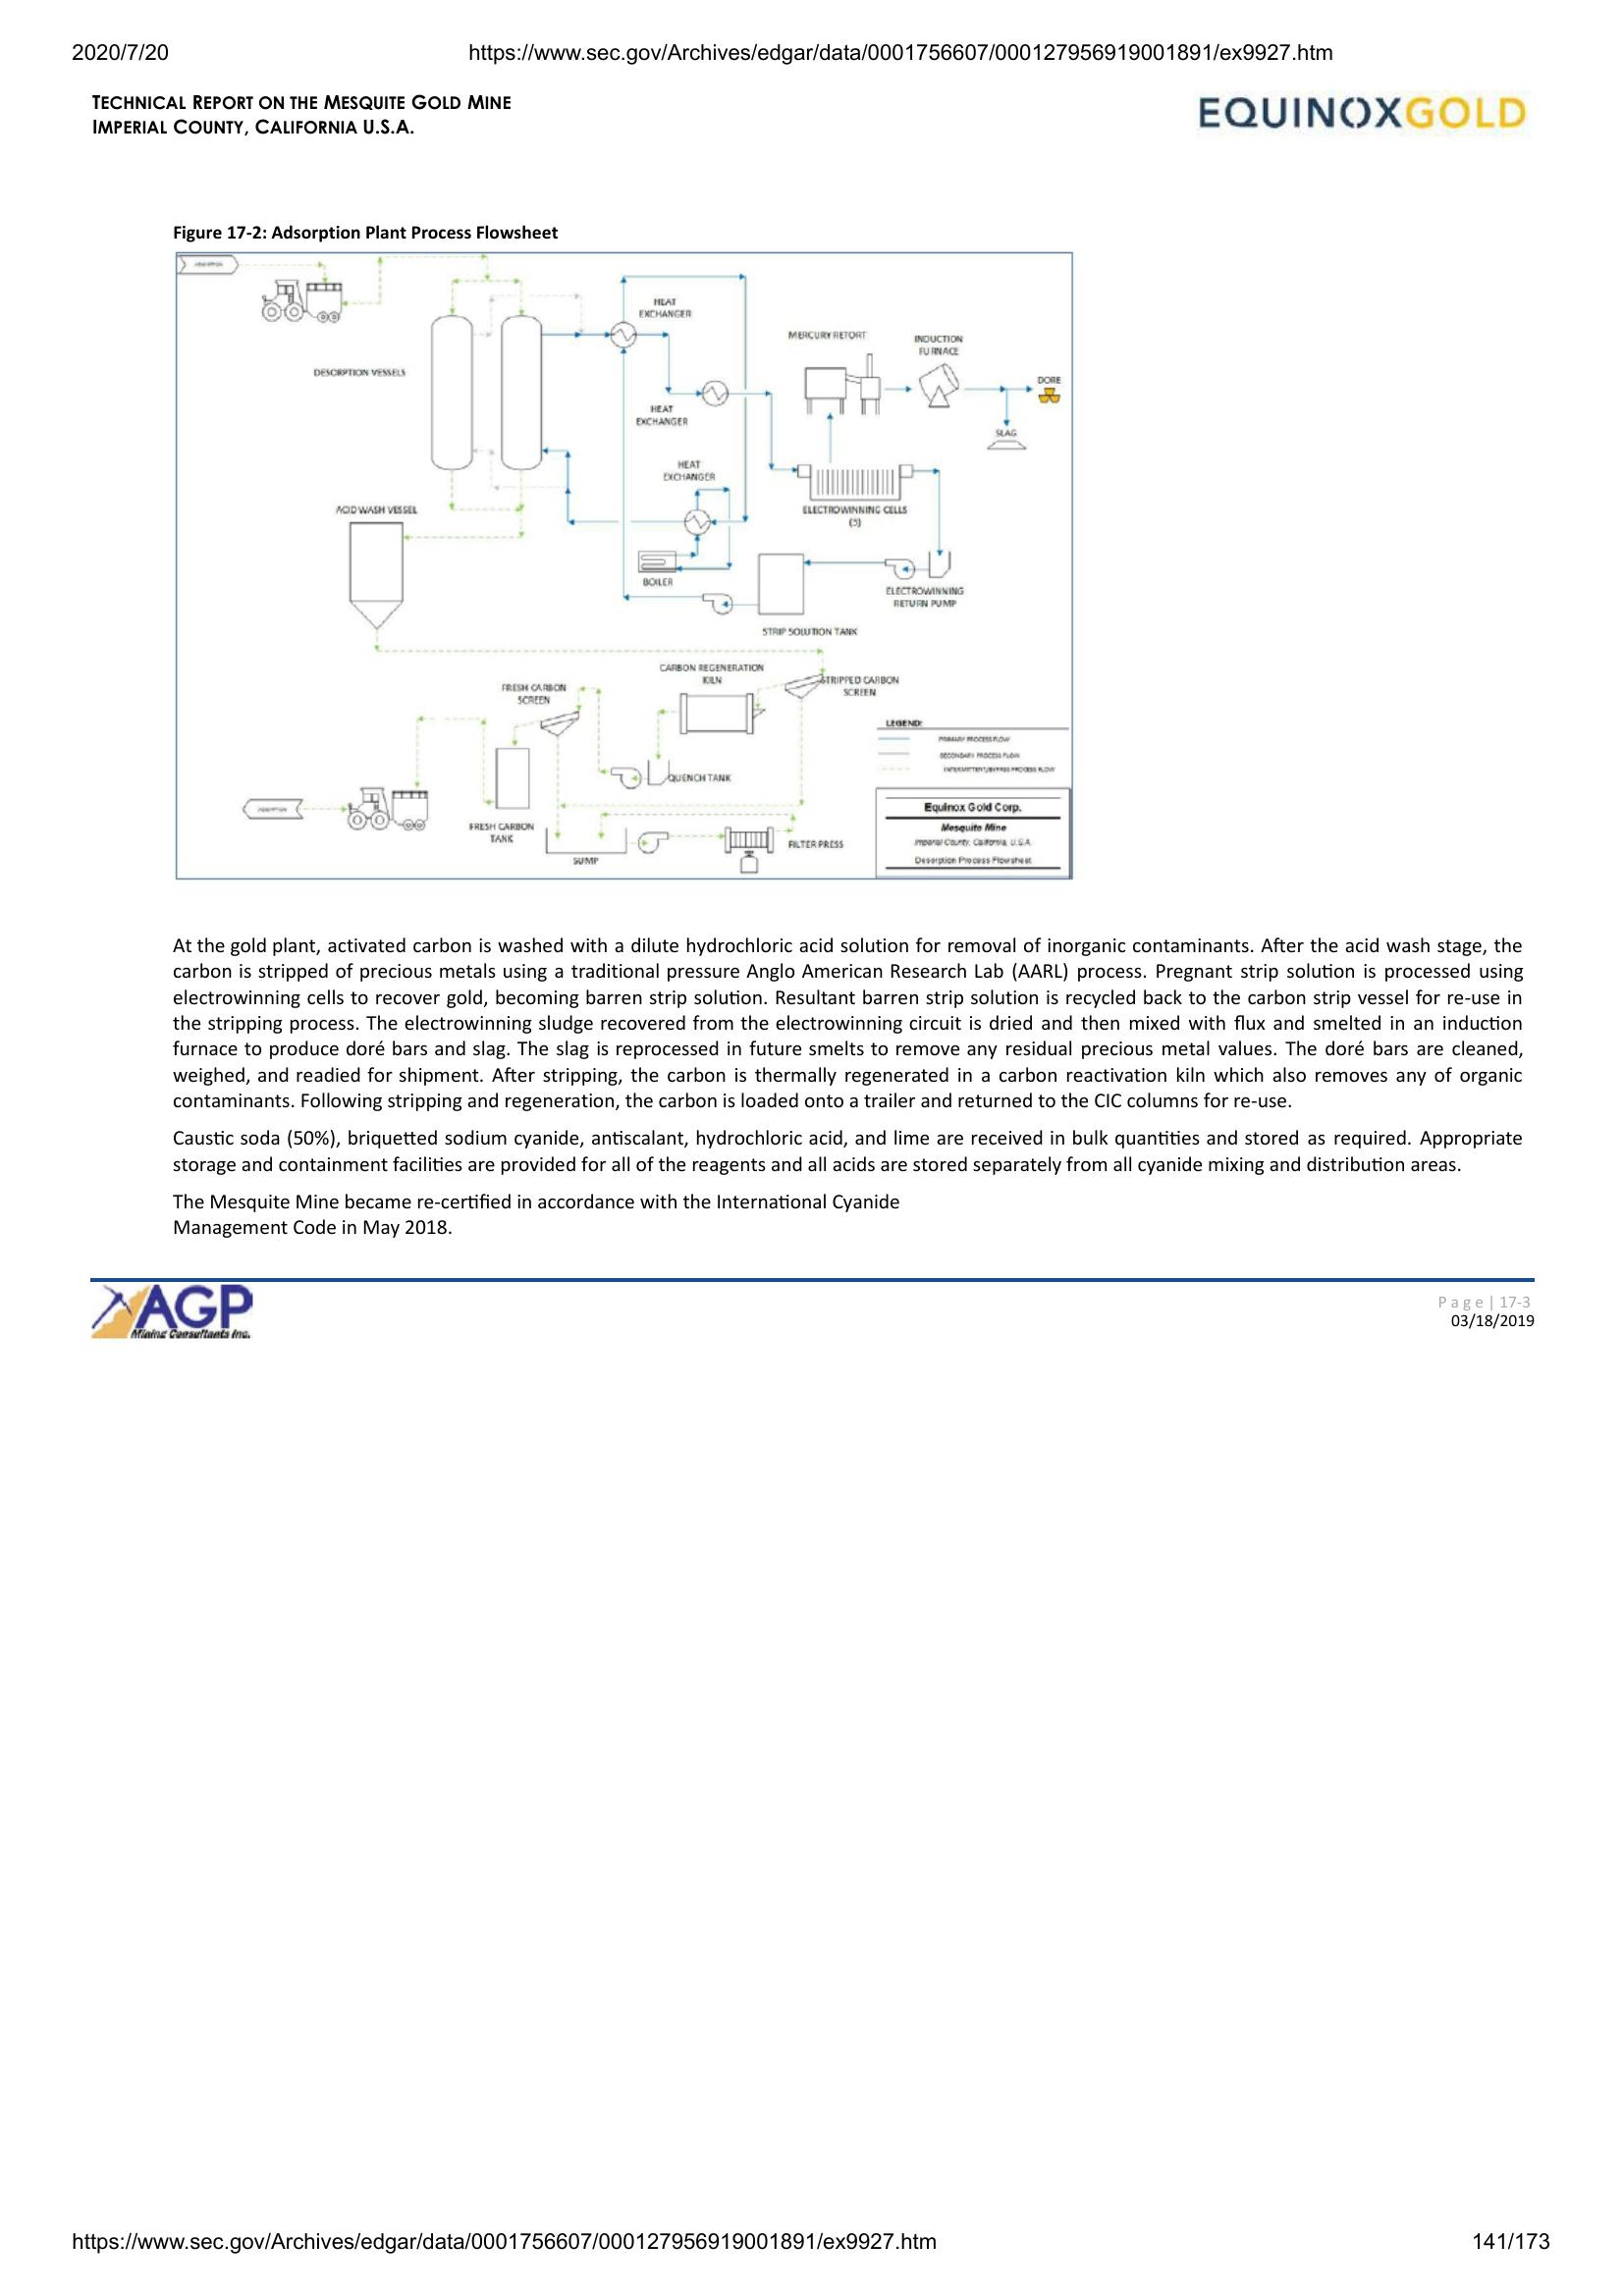 2020/7/20 https://www.sec.gov/Archives/edgar/data/0001756607/000127956919001891/ex9927.htm
TECHNICAL REPORT ON THE MESQUITE GOLD MINE
IMPERIAL COUNTY, CALIFORNIA U.S.A.
EQUINOXGOLD
Figure 17-2: Adsorption Plant Process Flowsheet
ADSORPTION
HEAT
EXCHANGER
MERCURY RETORT
INDUCTION
FURNACE
DESORPTION VESSELS
DORE
HEAT
EXCHANGER
SLAG
HEAT
EXCHANGER
ACID WASH VESSEL
ELECTROWINNING CELLS
(3)
BOILER
ELECTROWINNING
RETURN PUMP
STRIP SOLUTION TANK
CARBON REGENERATION
KILN
STRIPPED CARBON
SCREEN
FRESH CARBON
SCREEN
LEGEND:
PRIMARY PROCESS FLOW
SECONDARY PROCESS FLOW
INTERMITTENT/BYPASS PROCESS FLOW
QUENCH TANK
ADSORPTION
FRESH CARBON
TANK
SUMP
FILTER PRESS
Equinox Gold Corp.
Mesquite Mine
Imperial County, California, U.S.A.
Desorption Process Flowsheet
At the gold plant, activated carbon is washed with a dilute hydrochloric acid solution for removal of inorganic contaminants. After the acid wash stage, the
carbon is stripped of precious metals using a traditional pressure Anglo American Research Lab (AARL) process. Pregnant strip solution is processed using
electrowinning cells to recover gold, becoming barren strip solution. Resultant barren strip solution is recycled back to the carbon strip vessel for re-use in
the stripping process. The electrowinning sludge recovered from the electrowinning circuit is dried and then mixed with flux and smelted in an induction
furnace to produce doré bars and slag. The slag is reprocessed in future smelts to remove any residual precious metal values. The doré bars are cleaned,
weighed, and readied for shipment. After stripping, the carbon is thermally regenerated in a carbon reactivation kiln which also removes any of organic
contaminants. Following stripping and regeneration, the carbon is loaded onto a trailer and returned to the CIC columns for re-use.
Caustic soda (50%), briquetted sodium cyanide, antiscalant, hydrochloric acid, and lime are received in bulk quantities and stored as required. Appropriate
storage and containment facilities are provided for all of the reagents and all acids are stored separately from all cyanide mixing and distribution areas.
The Mesquite Mine became re-certified in accordance with the International Cyanide
Management Code in May 2018.
AGP
Mining Consultants Inc.
Page | 17-3
03/18/2019
https://www.sec.gov/Archives/edgar/data/0001756607/000127956919001891/ex9927.htm 141/173